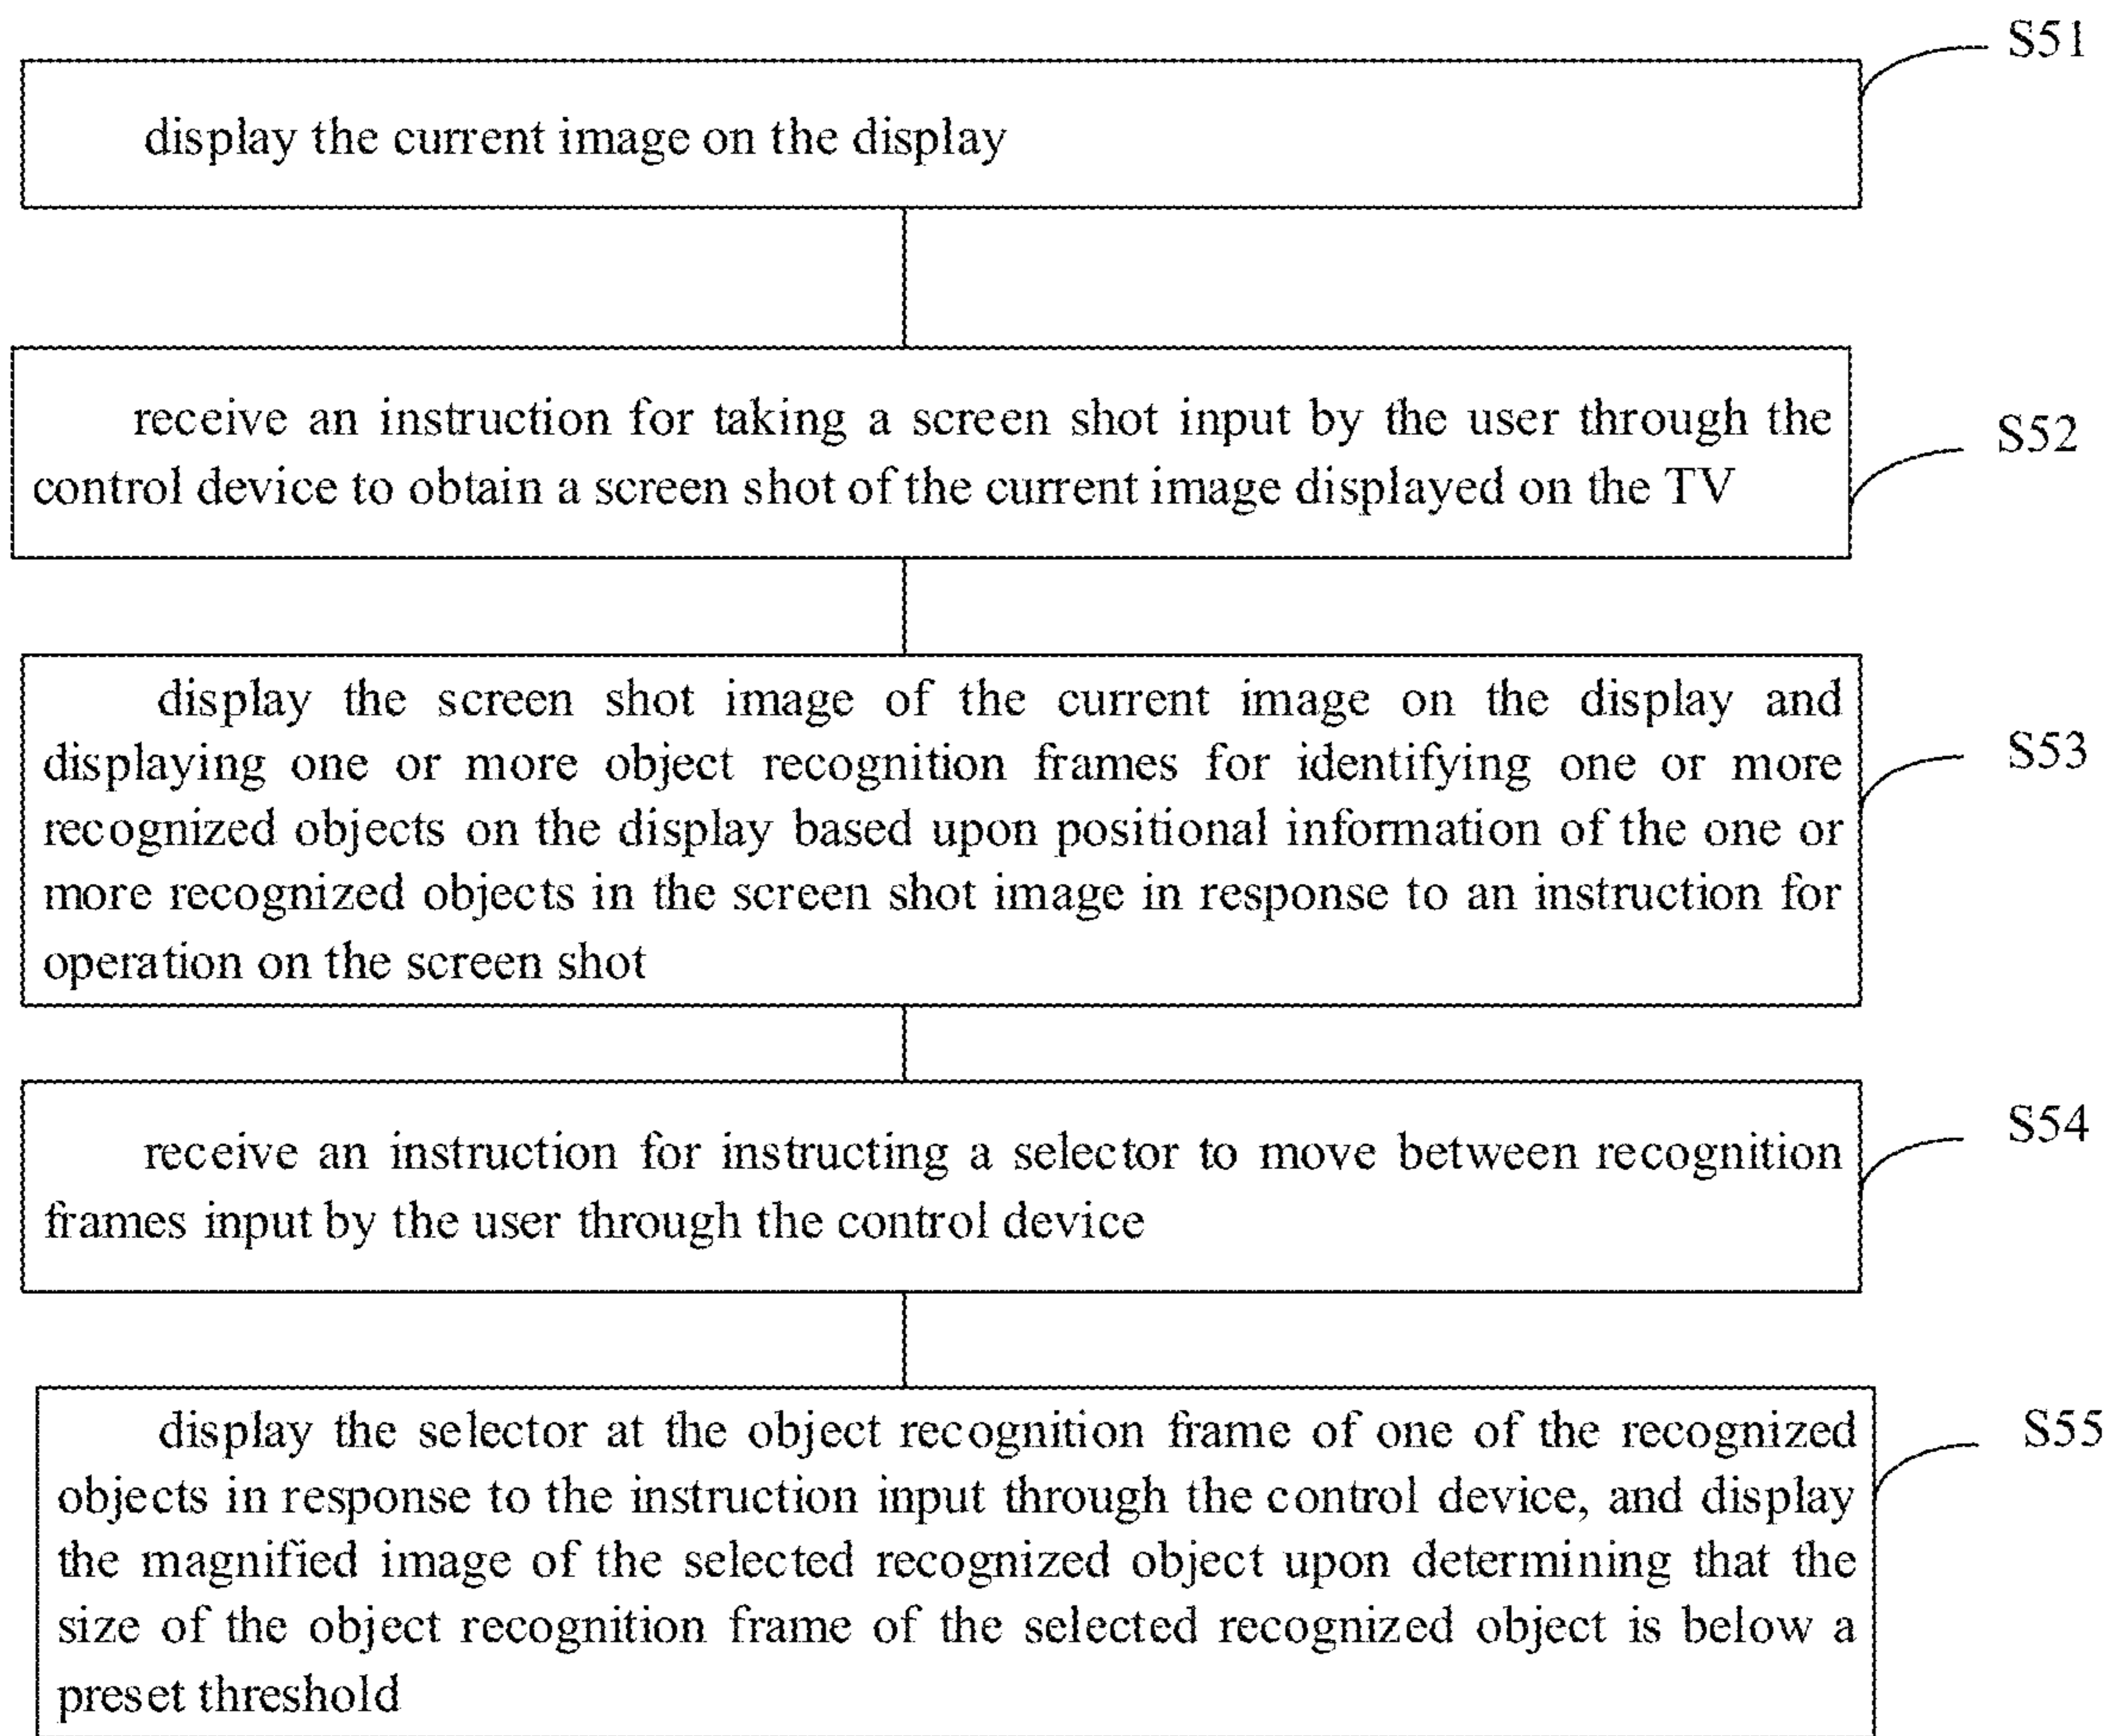 S51
display the current image on the display
receive an instruction for taking a screen shot input by the user through the
control device to obtain a screen shot of the current image displayed on the TV
S52
display the screen shot image of the current image on the display and
displaying one or more object recognition frames for identifying one or more
recognized objects on the display based upon positional information of the one or
more recognized objects in the screen shot image in response to an instruction for
operation on the screen shot
S53
receive an instruction for instructing a selector to move between recognition
frames input by the user through the control device
S54
display the selector at the object recognition frame of one of the recognized
objects in response to the instruction input through the control device, and display
the magnified image of the selected recognized object upon determining that the
size of the object recognition frame of the selected recognized object is below a
preset threshold
S55